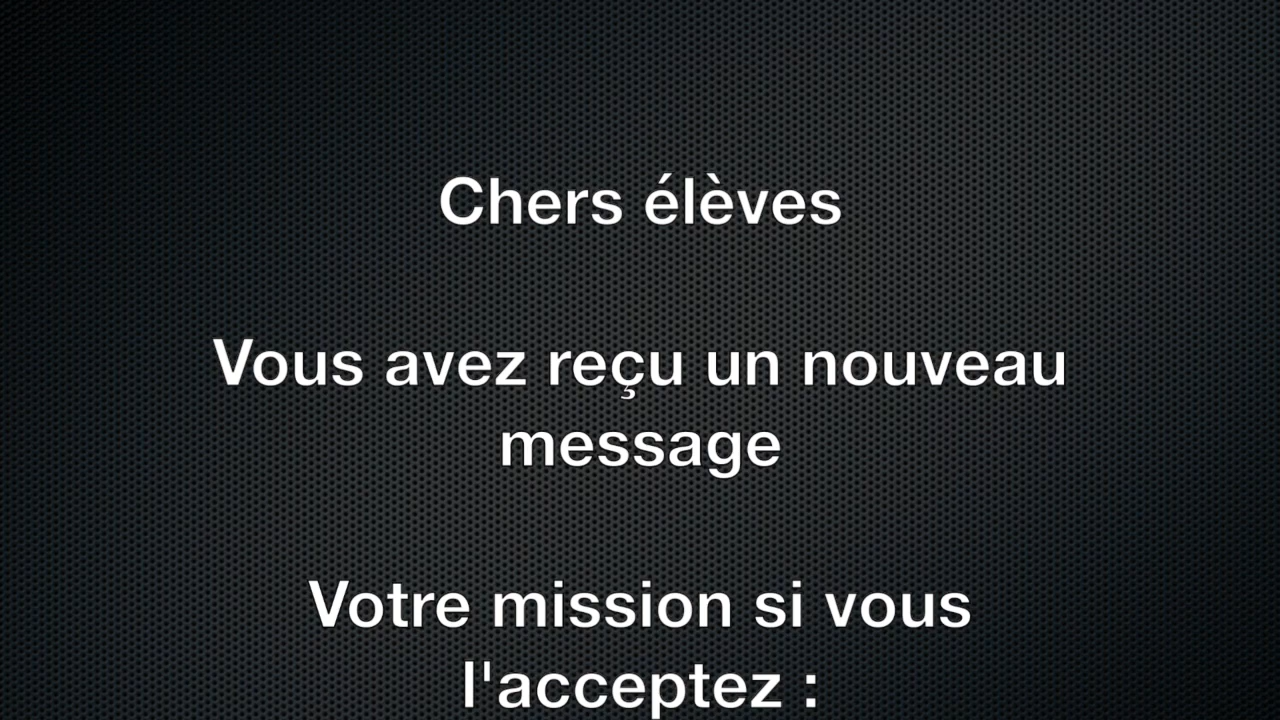 Chers élèves
Vous avez reçu un nouveau
message
Votre mission si vous
l'acceptez :